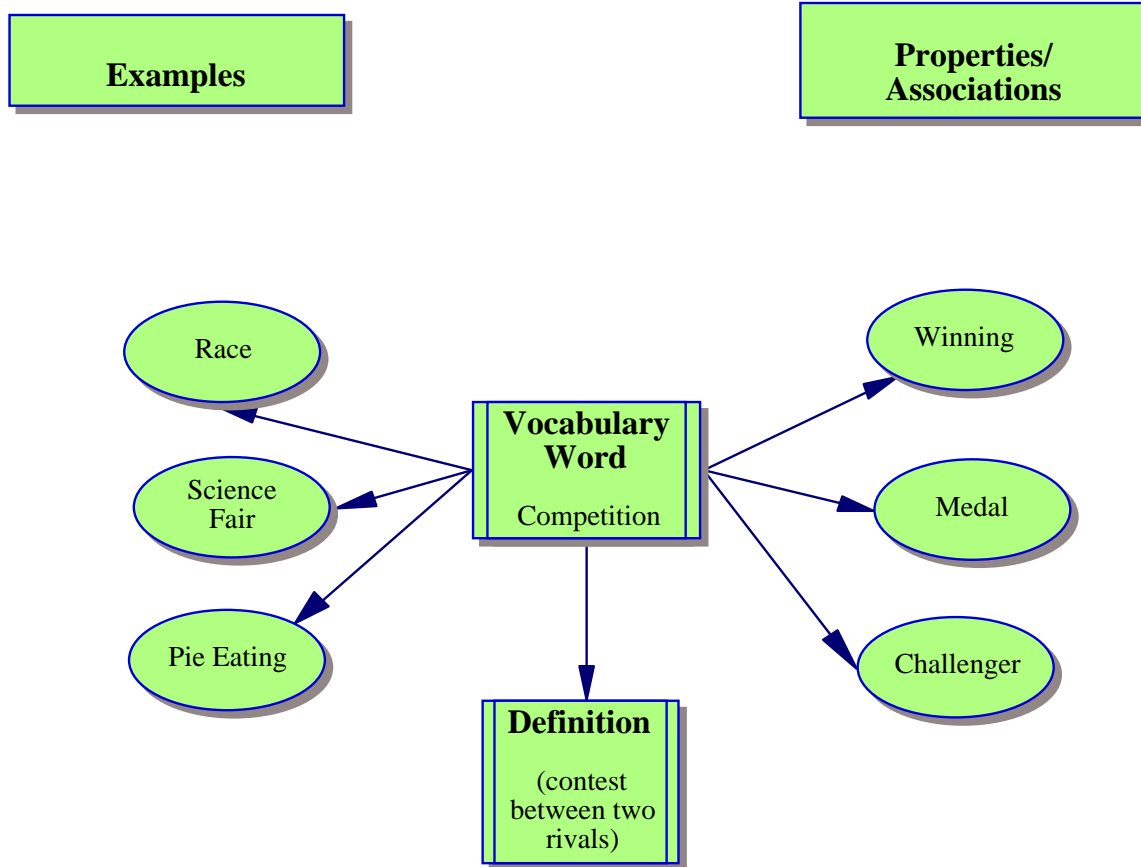 Examples
Properties/
Associations
Race
Winning
Vocabulary
Word
Competition
Science
Fair
Medal
Pie Eating
Challenger
Definition
(contest
between two
rivals)